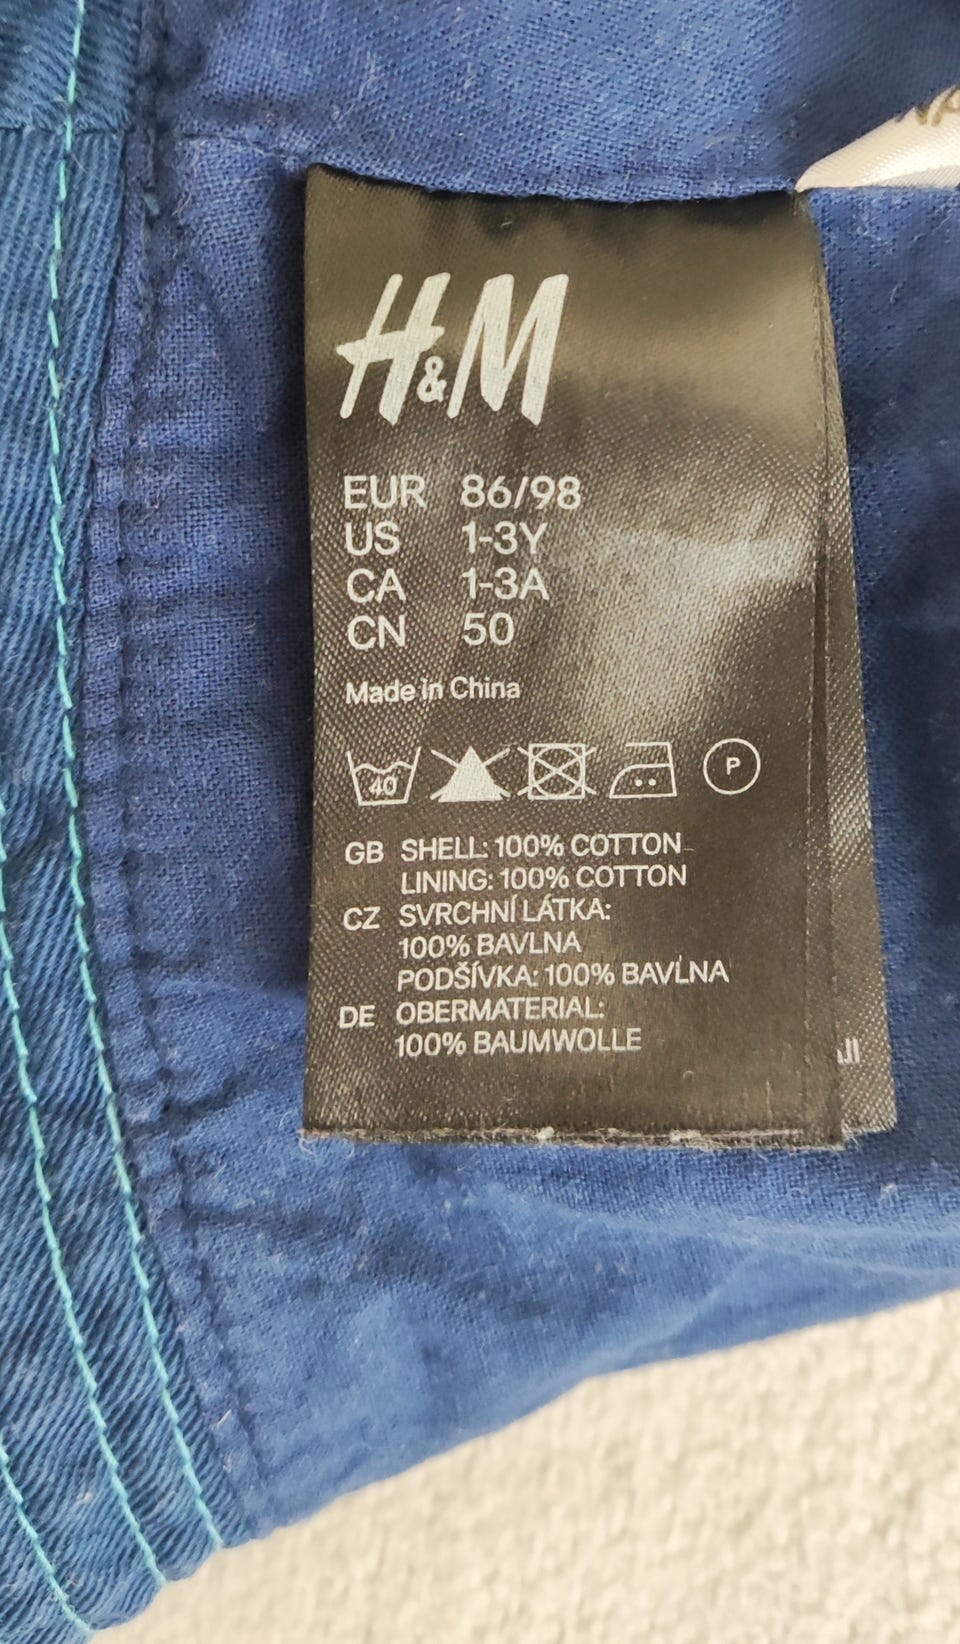 H&M
EUR 86/98
US 1-3Y
CA 1-3A
CN 50
Made in China
40 P
GB SHELL: 100% COTTON
LINING: 100% COTTON
CZ SVRCHNÍ LÁTKA:
100% BAVLNA
PODŠÍVKA: 100% BAVLNA
DE OBERMATERIAL:
100% BAUMWOLLE